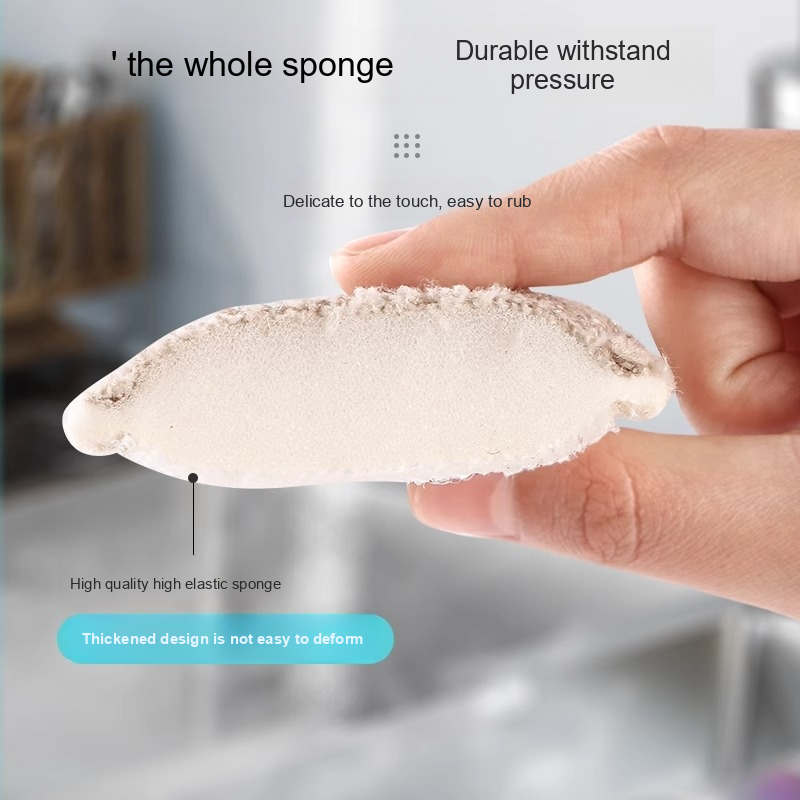 ' the whole sponge
Durable withstand
pressure
Delicate to the touch, easy to rub
High quality high elastic sponge
Thickened design is not easy to deform